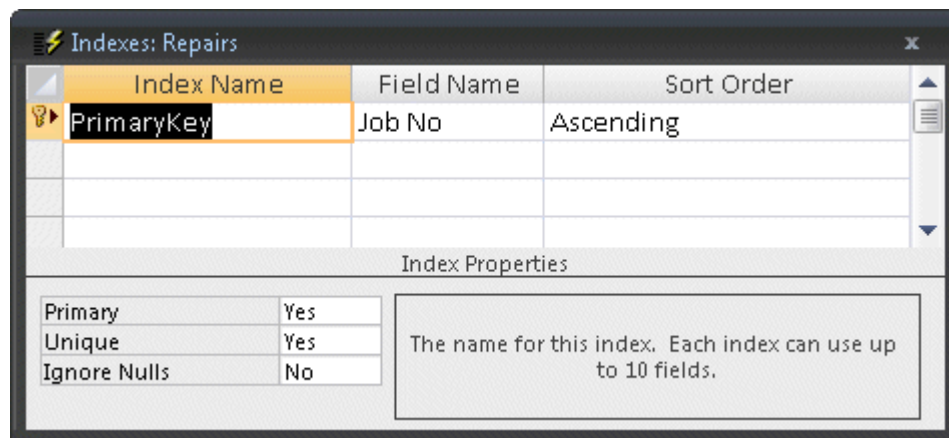 Indexes: Repairs
Index Name Field Name Sort Order
PrimaryKey Job No Ascending
Index Properties
Primary Yes
Unique Yes
Ignore Nulls No
The name for this index. Each index can use up
to 10 fields.